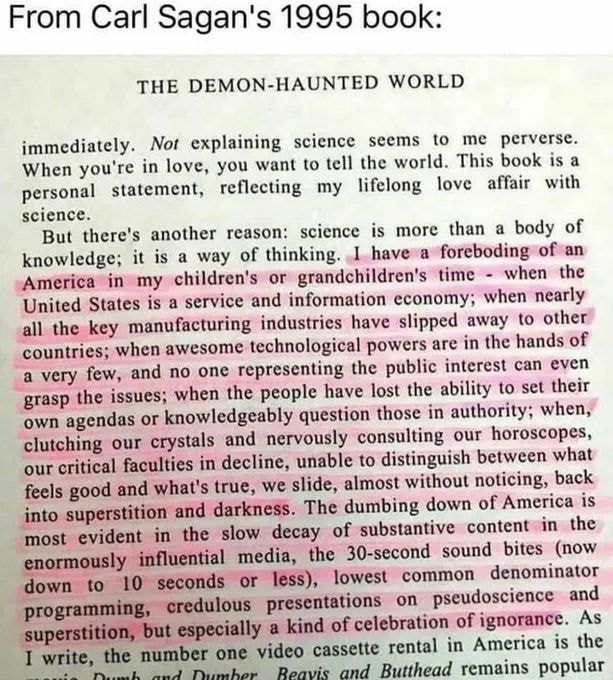 From Carl Sagan's 1995 book:
THE DEMON-HAUNTED WORLD
immediately. Not explaining science seems to me perverse.
When you're in love, you want to tell the world. This book is a
personal statement, reflecting my lifelong love affair with
science.
But there's another reason: science is more than a body of
knowledge; it is a way of thinking. I have a foreboding of an
America in my children's or grandchildren's time - when the
United States is a service and information economy; when nearly
all the key manufacturing industries have slipped away to other
countries; when awesome technological powers are in the hands of
a very few, and no one representing the public interest can even
grasp the issues; when the people have lost the ability to set their
own agendas or knowledgeably question those in authority; when,
clutching our crystals and nervously consulting our horoscopes,
our critical faculties in decline, unable to distinguish between what
feels good and what's true, we slide, almost without noticing, back
into superstition and darkness. The dumbing down of America is
most evident in the slow decay of substantive content in the
enormously influential media, the 30-second sound bites (now
down to 10 seconds or less), lowest common denominator
programming, credulous presentations on pseudoscience and
superstition, but especially a kind of celebration of ignorance. As
I write, the number one video cassette rental in America is the
movie Dumb and Dumber. Beavis and Butthead remains popular